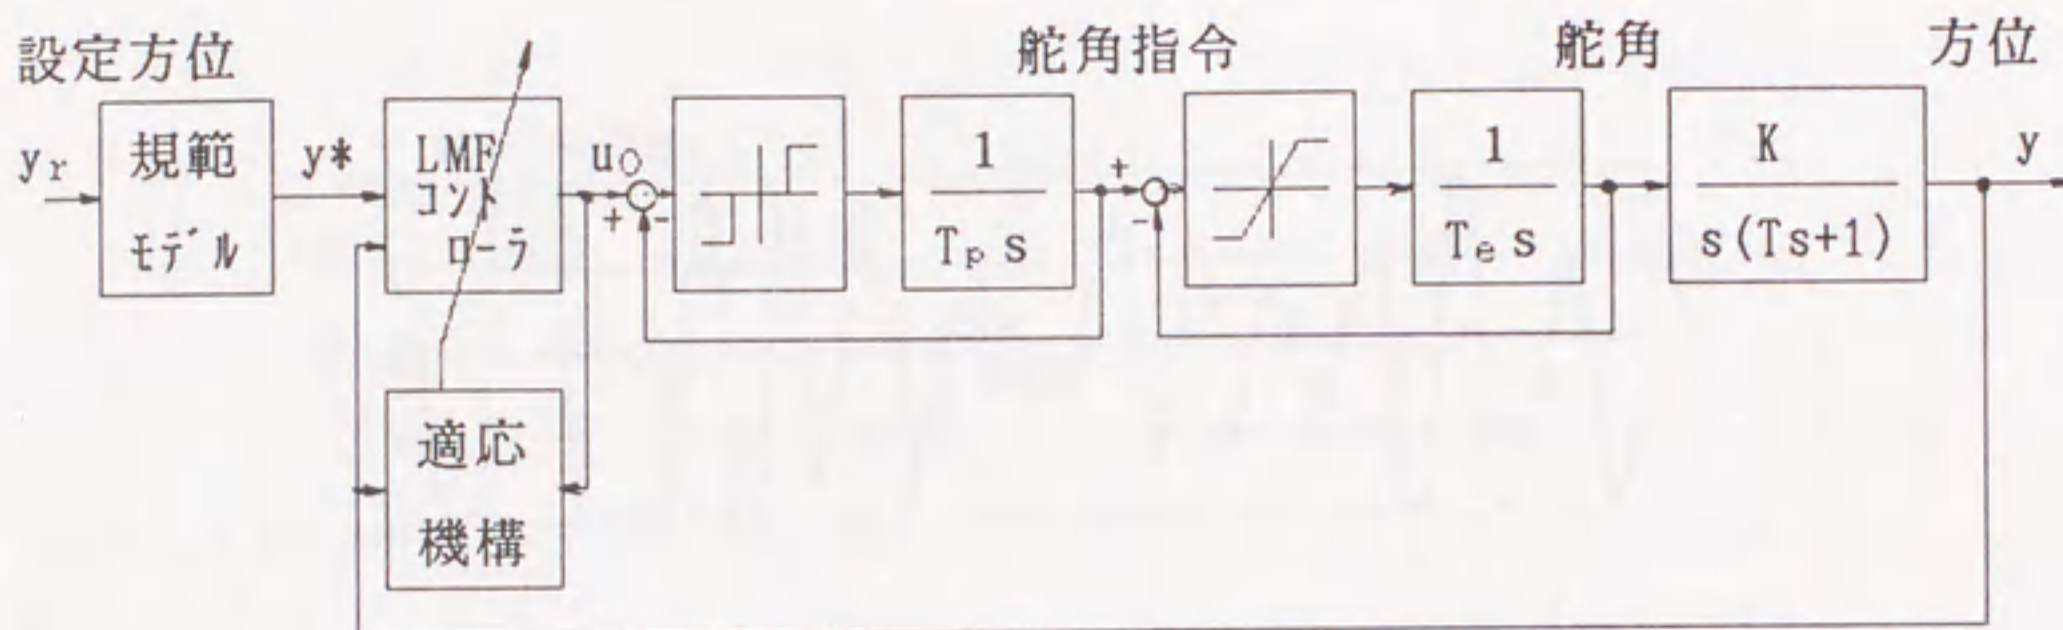 設定方位
舵角指令
舵角
方位
yr
規範
モデル
y*
LMF
コント
ローラ
u0
+
-
1
Tp s
+
-
1
Te s
K
s(Ts+1)
y
適応
機構